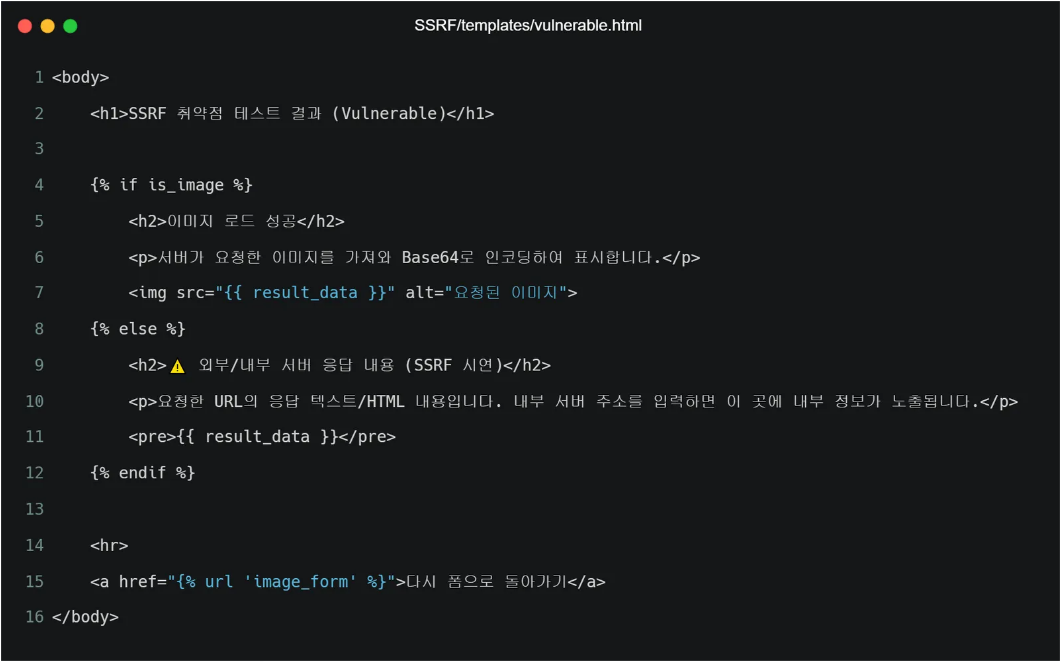 SSRF/templates/vulnerable.html
1 <body>
2 <h1>SSRF 취약점 테스트 결과 (Vulnerable)</h1>
3
4 {% if is_image %}
5 <h2>이미지 로드 성공</h2>
6 <p>서버가 요청한 이미지를 가져와 Base64로 인코딩하여 표시합니다.</p>
7 <img src="{{ result_data }}" alt="요청된 이미지">
8 {% else %}
9 <h2>⚠️ 외부/내부 서버 응답 내용 (SSRF 시연)</h2>
10 <p>요청한 URL의 응답 텍스트/HTML 내용입니다. 내부 서버 주소를 입력하면 이 곳에 내부 정보가 노출됩니다.</p>
11 <pre>{{ result_data }}</pre>
12 {% endif %}
13
14 <hr>
15 <a href="{% url 'image_form' %}">다시 폼으로 돌아가기</a>
16 </body>